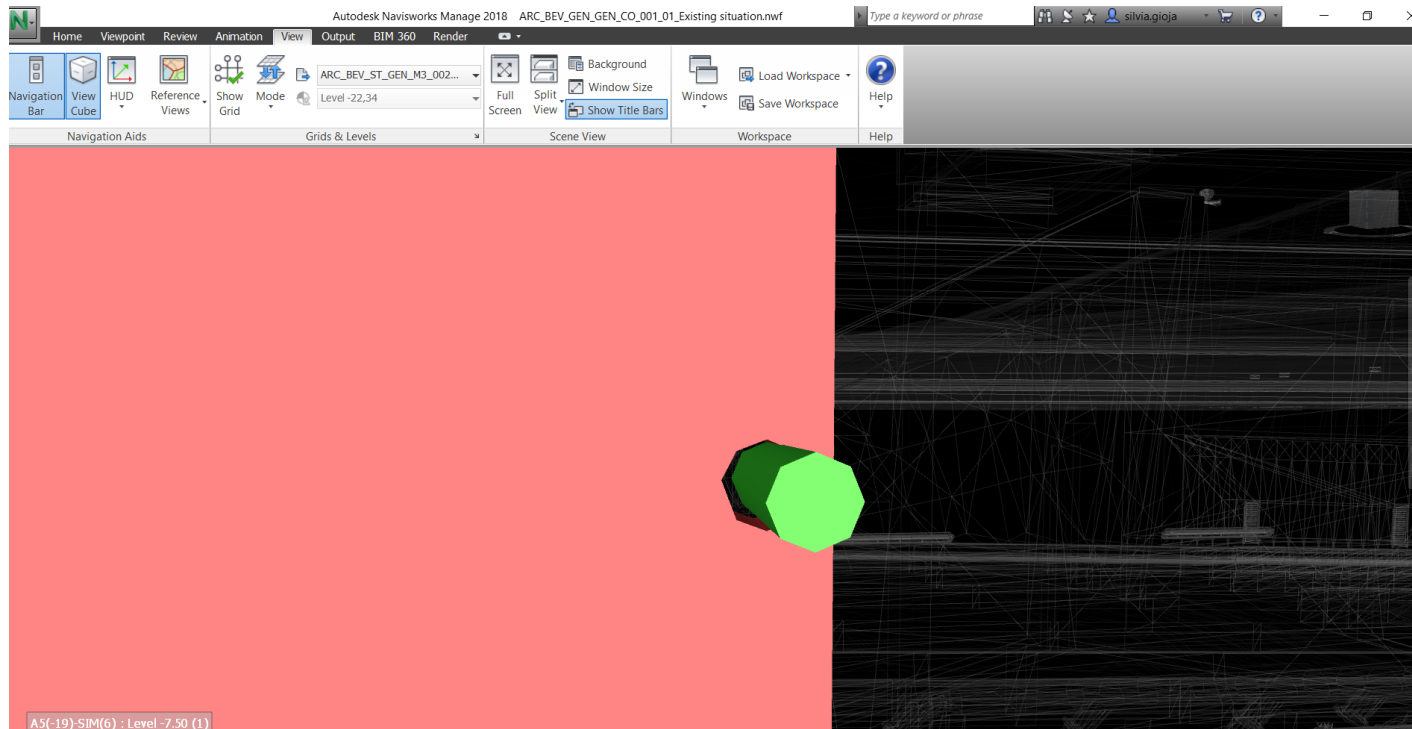 Autodesk Navisworks Manage 2018 ARC_BEV_GEN_GEN_CO_001_01_Existing situation.nwf Type a keyword or phrase silvia.gioja
Home Viewpoint Review Animation View Output BIM 360 Render
Navigation Bar
View Cube
HUD
Reference Views
Navigation Aids
Show Grid
Mode
ARC_BEV_ST_GEN_M3_002...
Level -22,34
Grids & Levels
Full Screen
Split View
Background
Window Size
Show Title Bars
Scene View
Windows
Load Workspace
Save Workspace
Workspace
Help
Help
A5(-19)-SIM(6) : Level -7.50 (1)